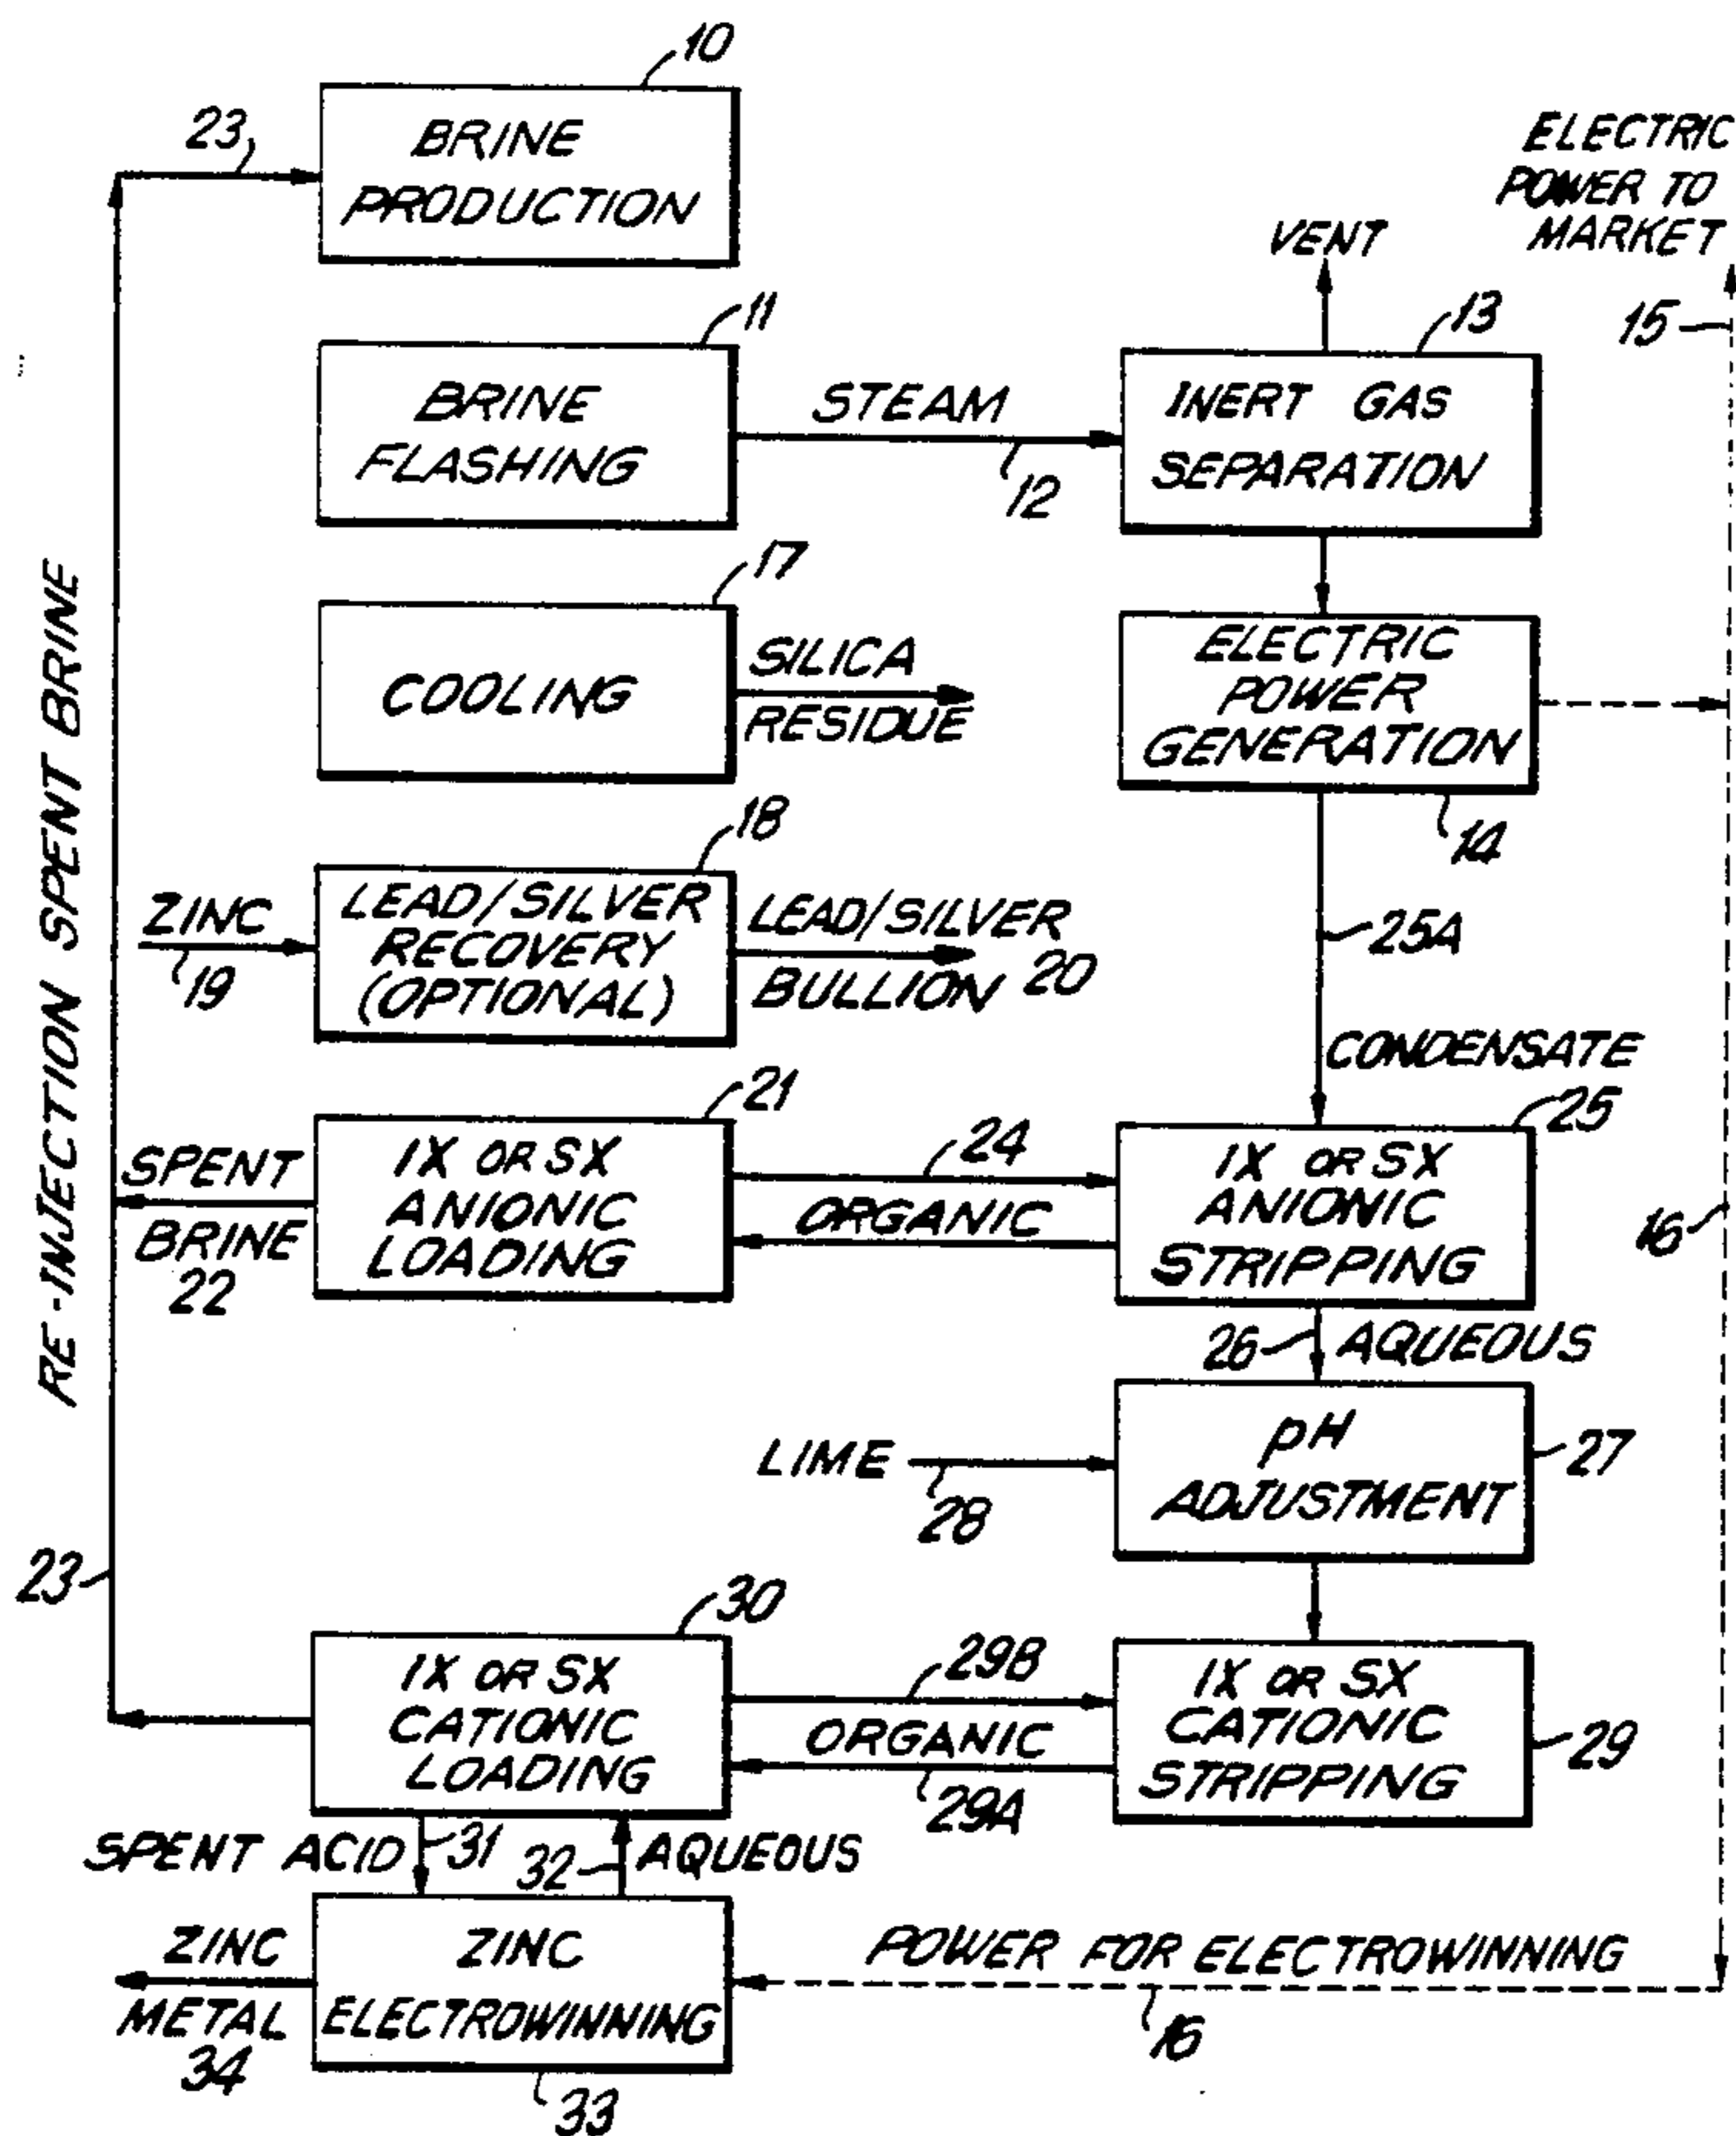 10
23
BRINE
PRODUCTION
ELECTRIC
POWER TO
MARKET
VENT
11
13
15
BRINE
FLASHING
STEAM
12
INERT GAS
SEPARATION
17
COOLING
SILICA
RESIDUE
ELECTRIC
POWER
GENERATION
14
RE-INJECTION SPENT BRINE
18
ZINC
19
LEAD/SILVER
RECOVERY
(OPTIONAL)
LEAD/SILVER
BULLION 20
25A
CONDENSATE
21
25
SPENT
BRINE
22
IX OR SX
ANIONIC
LOADING
24
ORGANIC
IX OR SX
ANIONIC
STRIPPING
16
26
AQUEOUS
LIME
28
pH
ADJUSTMENT
27
23
30
IX OR SX
CATIONIC
LOADING
29B
ORGANIC
29A
IX OR SX
CATIONIC
STRIPPING
29
SPENT ACID
31
32
AQUEOUS
ZINC
METAL
34
ZINC
ELECTROWINNING
33
POWER FOR ELECTROWINNING
16